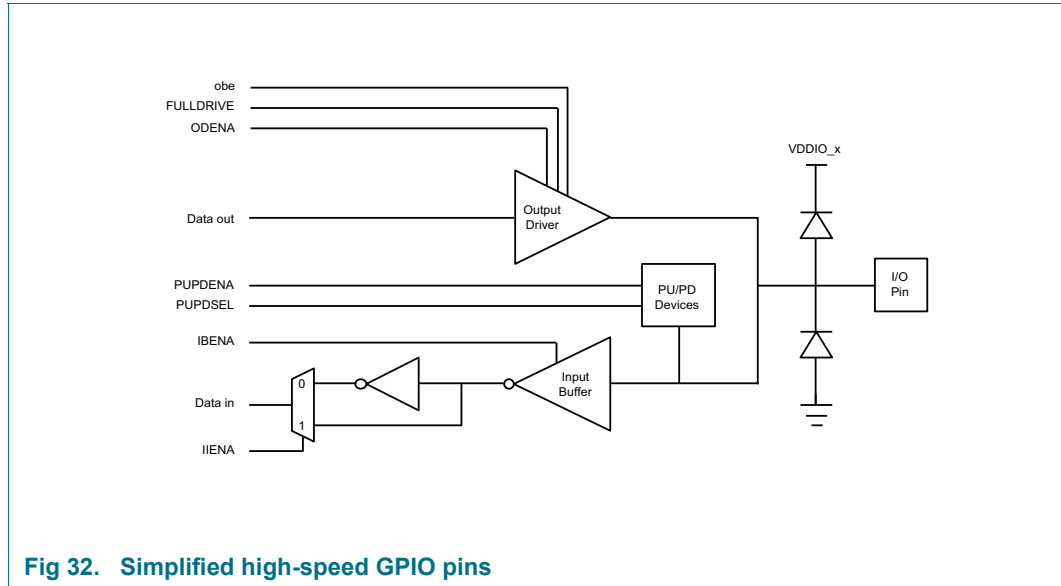 obe
FULLDRIVE
ODENA
VDDIO_x
Data out
Output
Driver
PUPDENA
PUPDSEL
PU/PD
Devices
I/O
Pin
IBENA
Input
Buffer
0
Data in
1
IIENA
Fig 32. Simplified high-speed GPIO pins